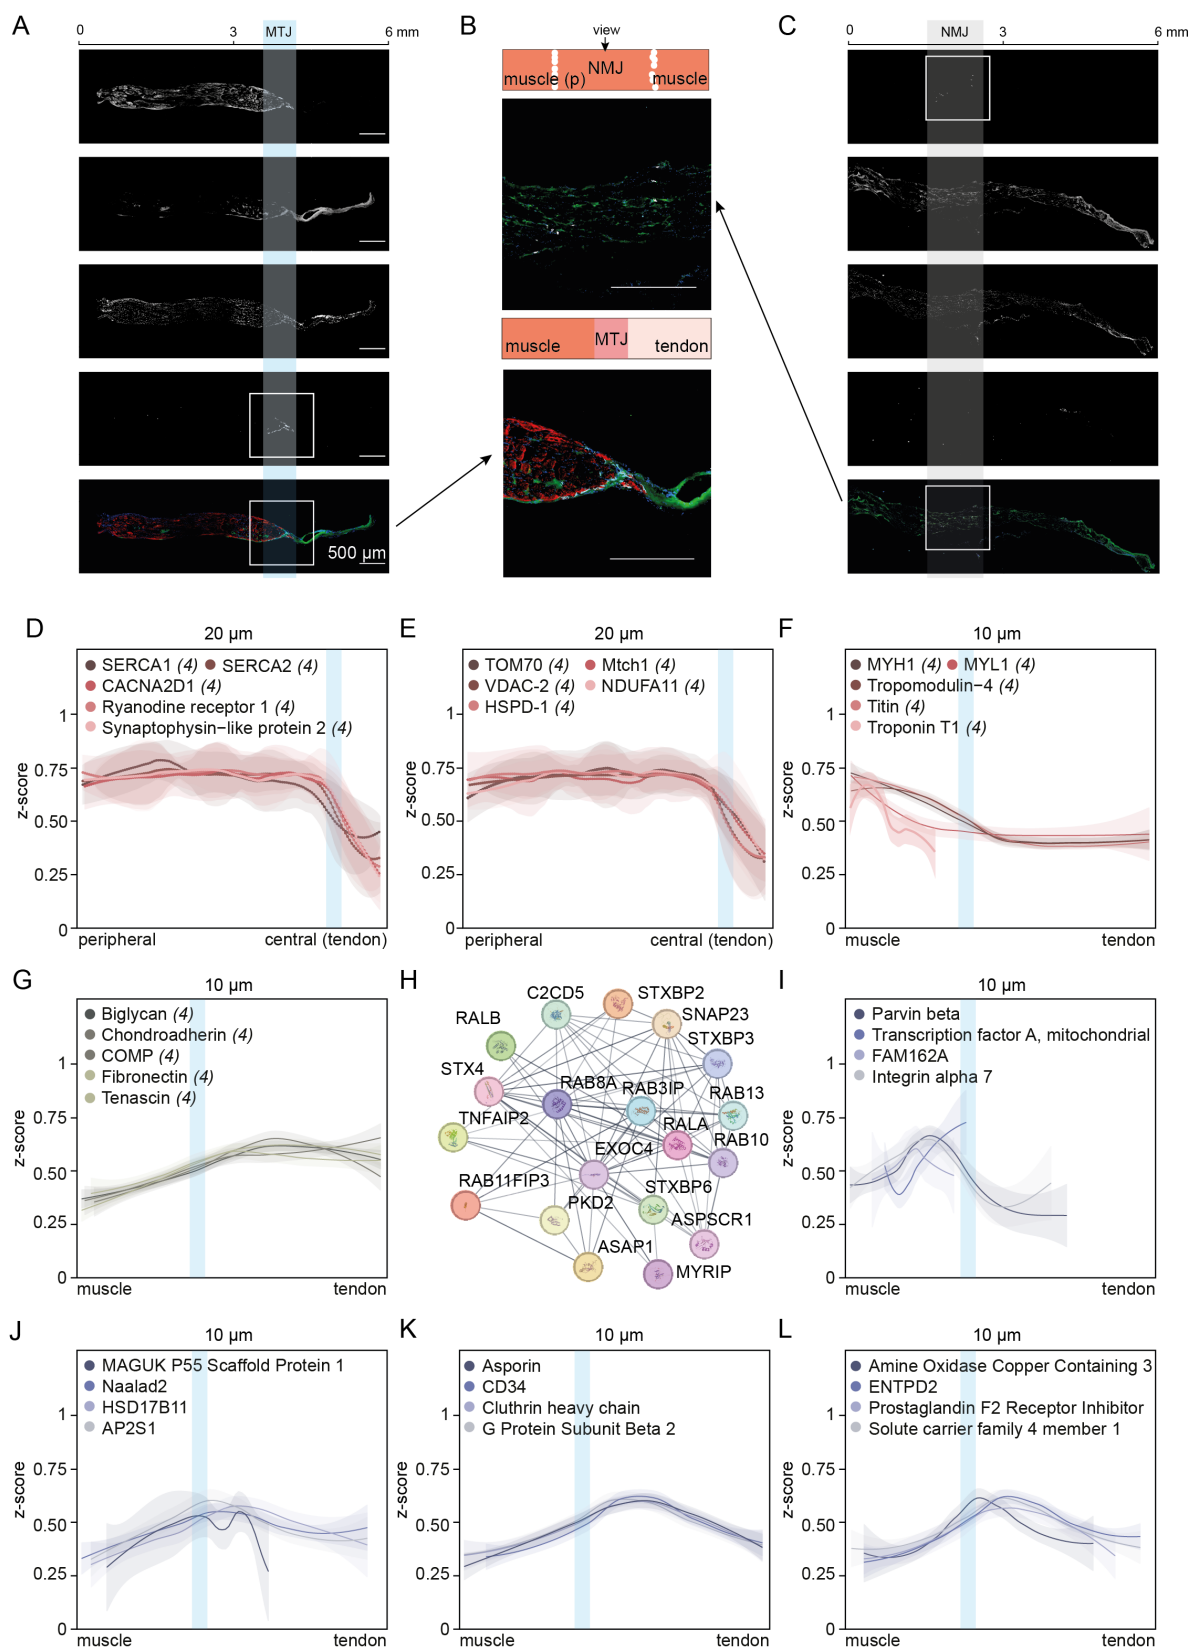 A
0
3
MTJ
6 mm
500 µm
B
view
muscle (p)
NMJ
muscle
muscle
MTJ
tendon
C
0
NMJ
3
6 mm
D
20 µm
SERCA1 (4)
SERCA2 (4)
CACNA2D1 (4)
Ryanodine receptor 1 (4)
Synaptophysin−like protein 2 (4)
z-score
1
0.75
0.50
0.25
0
peripheral
central (tendon)
E
20 µm
TOM70 (4)
Mtch1 (4)
VDAC-2 (4)
NDUFA11 (4)
HSPD-1 (4)
z-score
1
0.75
0.50
0.25
0
peripheral
central (tendon)
F
10 µm
MYH1 (4)
MYL1 (4)
Tropomodulin−4 (4)
Titin (4)
Troponin T1 (4)
z-score
1
0.75
0.50
0.25
0
muscle
tendon
G
10 µm
Biglycan (4)
Chondroadherin (4)
COMP (4)
Fibronectin (4)
Tenascin (4)
z-score
1
0.75
0.50
0.25
0
muscle
tendon
H
C2CD5
STXBP2
SNAP23
RALB
STXBP3
STX4
RAB8A
RAB3IP
RAB13
TNFAIP2
RALA
EXOC4
RAB10
RAB11FIP3
PKD2
STXBP6
ASPSCR1
ASAP1
MYRIP
I
10 µm
Parvin beta
Transcription factor A, mitochondrial
FAM162A
Integrin alpha 7
z-score
1
0.75
0.50
0.25
0
muscle
tendon
J
10 µm
MAGUK P55 Scaffold Protein 1
Naalad2
HSD17B11
AP2S1
z-score
1
0.75
0.50
0.25
0
muscle
tendon
K
10 µm
Asporin
CD34
Cluthrin heavy chain
G Protein Subunit Beta 2
z-score
1
0.75
0.50
0.25
0
muscle
tendon
L
10 µm
Amine Oxidase Copper Containing 3
ENTPD2
Prostaglandin F2 Receptor Inhibitor
Solute carrier family 4 member 1
z-score
1
0.75
0.50
0.25
0
muscle
tendon